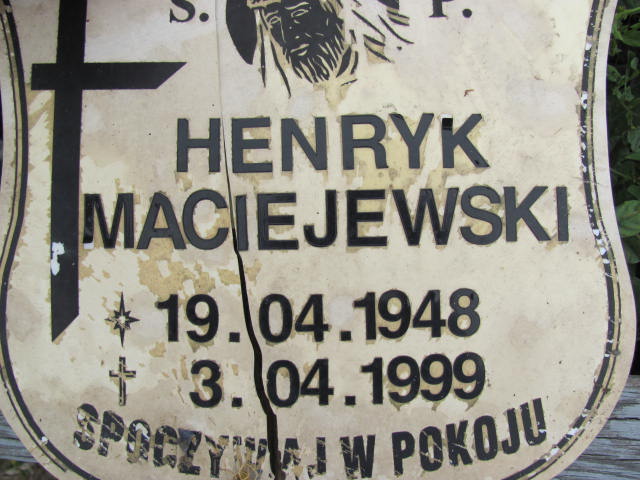 S. P.
HENRYK
MACIEJEWSKI
19.04.1948
3.04.1999
SPOCZYWAJ W POKOJU